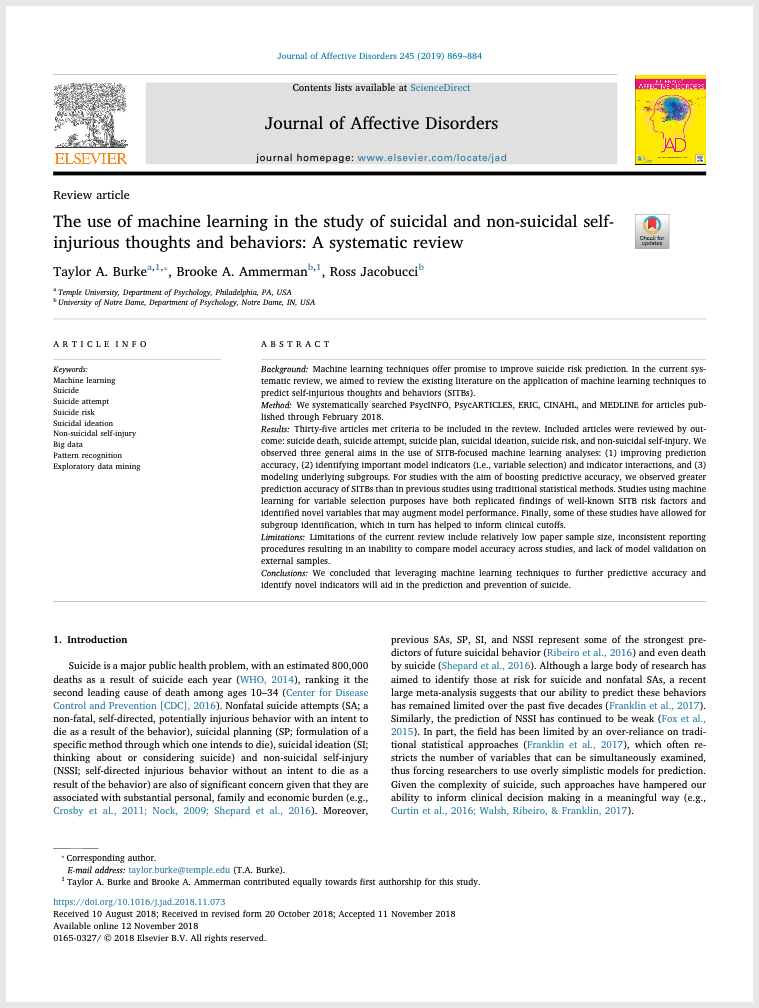 Journal of Affective Disorders 245 (2019) 869–884
ELSEVIER
Contents lists available at ScienceDirect
Journal of Affective Disorders
journal homepage: www.elsevier.com/locate/jad
AFFECTIVE DISORDERS
JAD
Review article
The use of machine learning in the study of suicidal and non-suicidal self-
injurious thoughts and behaviors: A systematic review
Check for
updates
Taylor A. Burkea,1,⁎, Brooke A. Ammermanb,1, Ross Jacobuccib
a Temple University, Department of Psychology, Philadelphia, PA, USA
b University of Notre Dame, Department of Psychology, Notre Dame, IN, USA
ARTICLE INFO
Keywords:
Machine learning
Suicide
Suicide attempt
Suicide risk
Suicidal ideation
Non-suicidal self-injury
Big data
Pattern recognition
Exploratory data mining
ABSTRACT
Background: Machine learning techniques offer promise to improve suicide risk prediction. In the current sys-
tematic review, we aimed to review the existing literature on the application of machine learning techniques to
predict self-injurious thoughts and behaviors (SITBs).
Method: We systematically searched PsycINFO, PsycARTICLES, ERIC, CINAHL, and MEDLINE for articles pub-
lished through February 2018.
Results: Thirty-five articles met criteria to be included in the review. Included articles were reviewed by out-
come: suicide death, suicide attempt, suicide plan, suicidal ideation, suicide risk, and non-suicidal self-injury. We
observed three general aims in the use of SITB-focused machine learning analyses: (1) improving prediction
accuracy, (2) identifying important model indicators (i.e., variable selection) and indicator interactions, and (3)
modeling underlying subgroups. For studies with the aim of boosting predictive accuracy, we observed greater
prediction accuracy of SITBs than in previous studies using traditional statistical methods. Studies using machine
learning for variable selection purposes have both replicated findings of well-known SITB risk factors and
identified novel variables that may augment model performance. Finally, some of these studies have allowed for
subgroup identification, which in turn has helped to inform clinical cutoffs.
Limitations: Limitations of the current review include relatively low paper sample size, inconsistent reporting
procedures resulting in an inability to compare model accuracy across studies, and lack of model validation on
external samples.
Conclusions: We concluded that leveraging machine learning techniques to further predictive accuracy and
identify novel indicators will aid in the prediction and prevention of suicide.
1. Introduction
Suicide is a major public health problem, with an estimated 800,000
deaths as a result of suicide each year (WHO, 2014), ranking it the
second leading cause of death among ages 10–34 (Center for Disease
Control and Prevention [CDC], 2016). Nonfatal suicide attempts (SA; a
non-fatal, self-directed, potentially injurious behavior with an intent to
die as a result of the behavior), suicidal planning (SP; formulation of a
specific method through which one intends to die), suicidal ideation (SI;
thinking about or considering suicide) and non-suicidal self-injury
(NSSI; self-directed injurious behavior without an intent to die as a
result of the behavior) are also of significant concern given that they are
associated with substantial personal, family and economic burden (e.g.,
Crosby et al., 2011; Nock, 2009; Shepard et al., 2016). Moreover,
previous SAs, SP, SI, and NSSI represent some of the strongest pre-
dictors of future suicidal behavior (Ribeiro et al., 2016) and even death
by suicide (Shepard et al., 2016). Although a large body of research has
aimed to identify those at risk for suicide and nonfatal SAs, a recent
large meta-analysis suggests that our ability to predict these behaviors
has remained limited over the past five decades (Franklin et al., 2017).
Similarly, the prediction of NSSI has continued to be weak (Fox et al.,
2015). In part, the field has been limited by an over-reliance on tradi-
tional statistical approaches (Franklin et al., 2017), which often re-
stricts the number of variables that can be simultaneously examined,
thus forcing researchers to use overly simplistic models for prediction.
Given the complexity of suicide, such approaches have hampered our
ability to inform clinical decision making in a meaningful way (e.g.,
Curtin et al., 2016; Walsh, Ribeiro, & Franklin, 2017).
⁎ Corresponding author.
E-mail address: taylor.burke@temple.edu (T.A. Burke).
1 Taylor A. Burke and Brooke A. Ammerman contributed equally towards first authorship for this study.
https://doi.org/10.1016/j.jad.2018.11.073
Received 10 August 2018; Received in revised form 20 October 2018; Accepted 11 November 2018
Available online 12 November 2018
0165-0327/ © 2018 Elsevier B.V. All rights reserved.